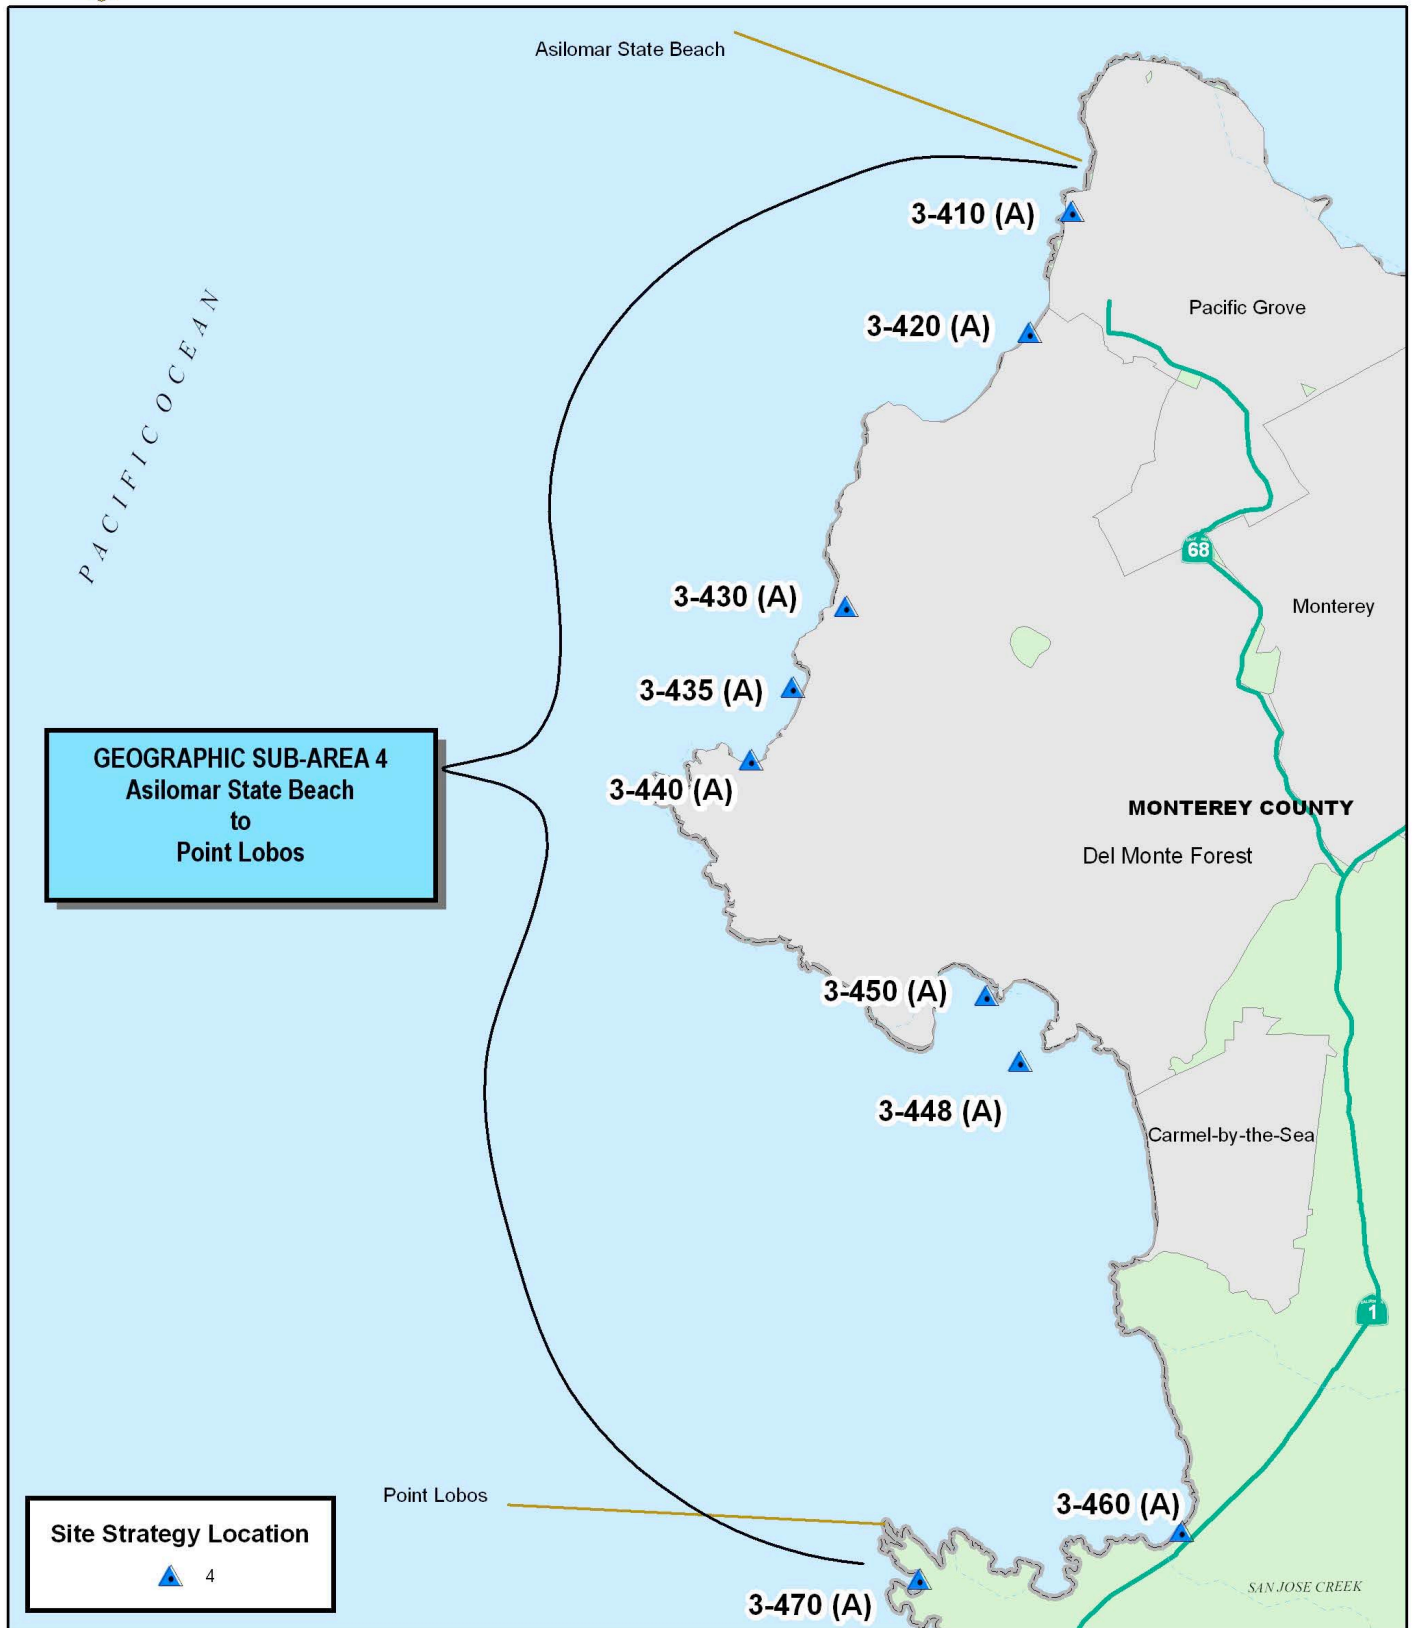 Asilomar State Beach
3-410 (A)
Pacific Grove
3-420 (A)
PACIFIC OCEAN
68
3-430 (A)
Monterey
3-435 (A)
GEOGRAPHIC SUB-AREA 4
Asilomar State Beach
to
Point Lobos
3-440 (A)
MONTEREY COUNTY
Del Monte Forest
3-450 (A)
3-448 (A)
Carmel-by-the-Sea
1
Point Lobos
3-460 (A)
Site Strategy Location
4
SAN JOSE CREEK
3-470 (A)